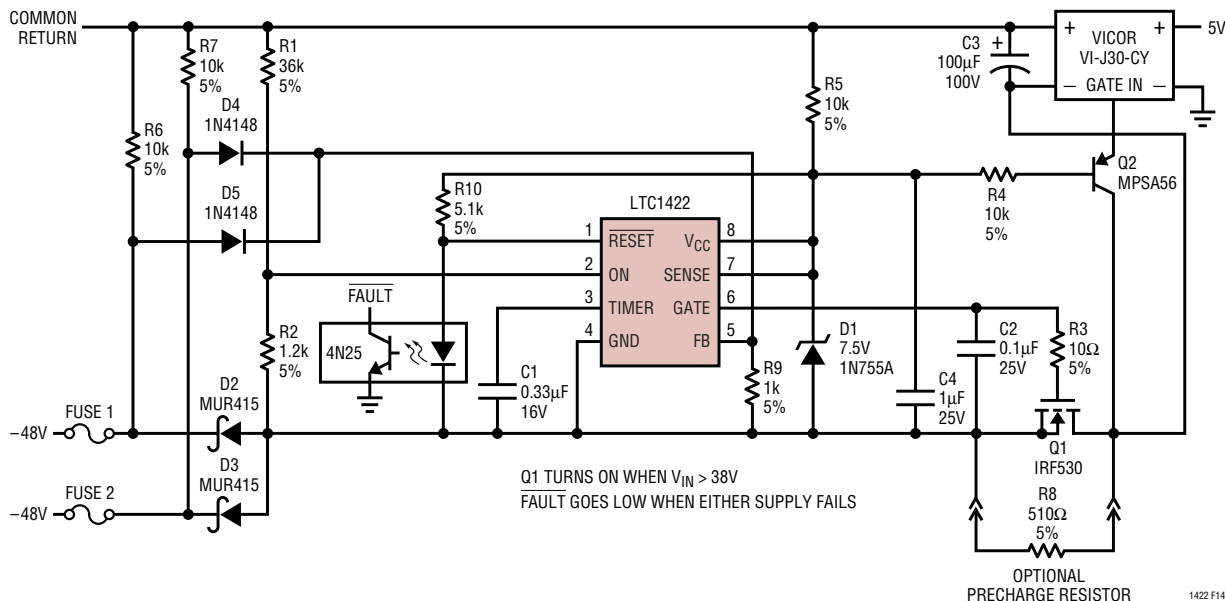 COMMON
RETURN
R7
10k
5%
R1
36k
5%
R6
10k
5%
D4
1N4148
D5
1N4148
R10
5.1k
5%
R5
10k
5%
C3
+
100µF
100V
+
+
VICOR
VI-J30-CY
– GATE IN –
5V
Q2
MPSA56
R4
10k
5%
LTC1422
1
RESET
VCC
8
2
ON
SENSE
7
3
TIMER
GATE
6
4
GND
FB
5
FAULT
4N25
R2
1.2k
5%
C1
0.33µF
16V
R9
1k
5%
D1
7.5V
1N755A
C4
1µF
25V
C2
0.1µF
25V
R3
10Ω
5%
D2
MUR415
–48V
FUSE 1
D3
MUR415
–48V
FUSE 2
Q1
IRF530
Q1 TURNS ON WHEN VIN > 38V
FAULT GOES LOW WHEN EITHER SUPPLY FAILS
R8
510Ω
5%
OPTIONAL
PRECHARGE RESISTOR
1422 F14